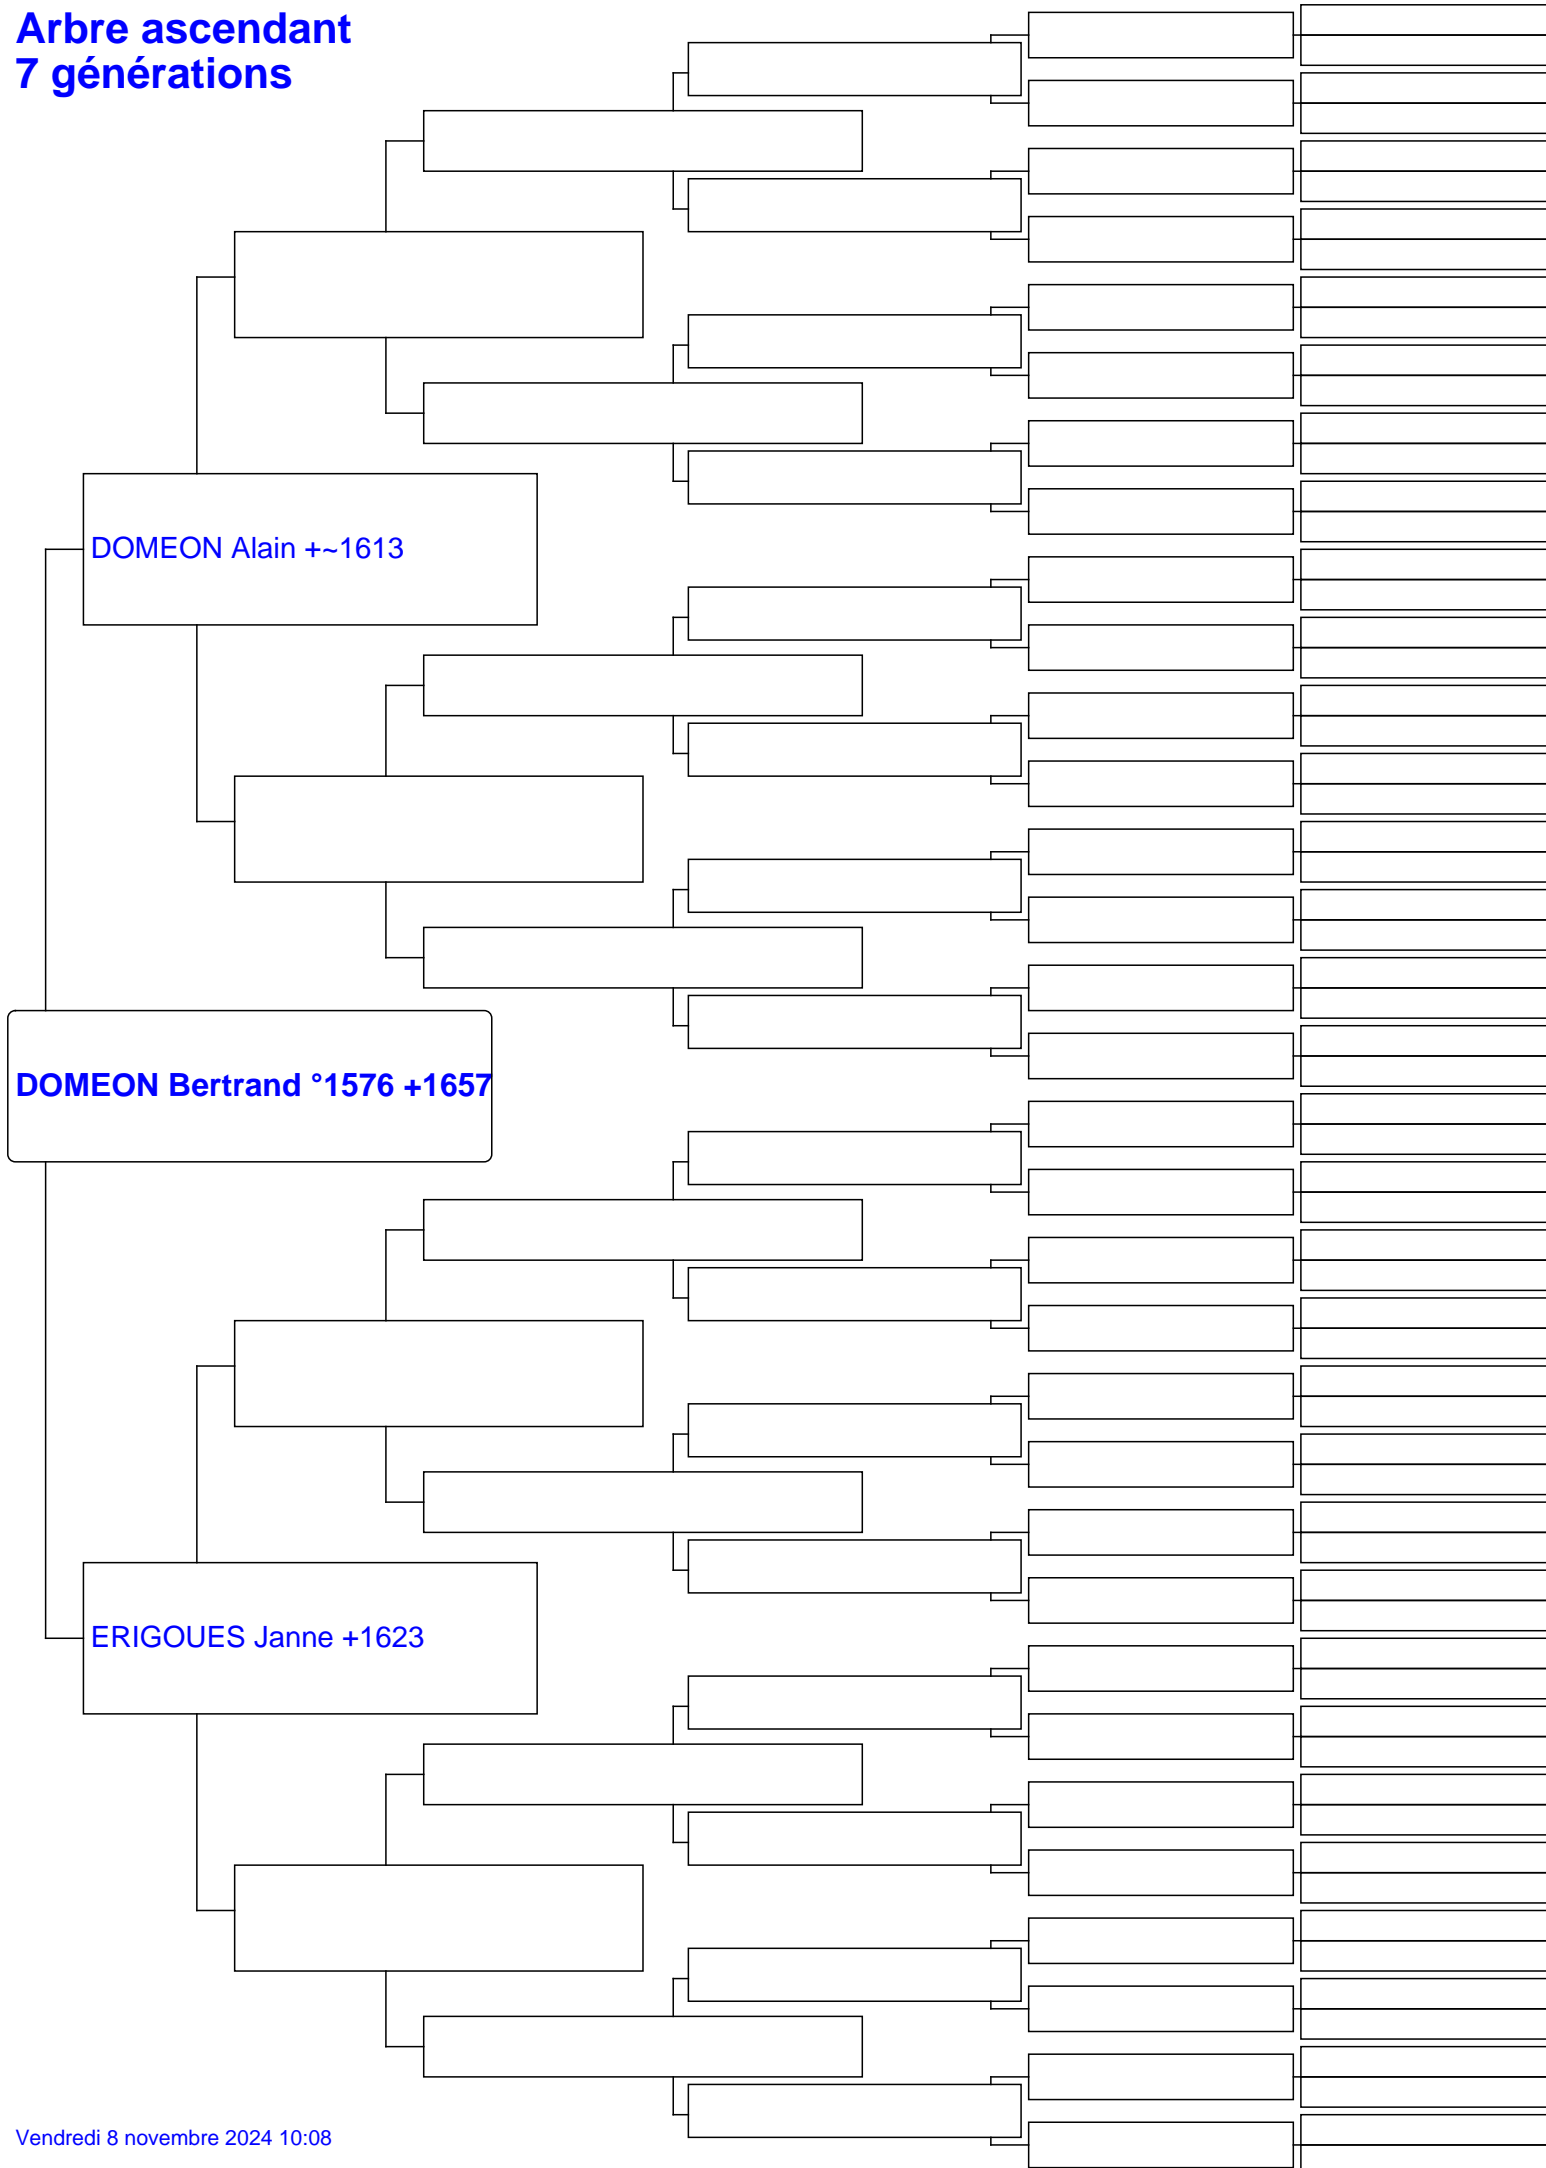 Arbre ascendant
7 générations
DOMEON Alain +~1613
DOMEON Bertrand °1576 +1657
ERIGOUES Janne +1623
Vendredi 8 novembre 2024 10:08